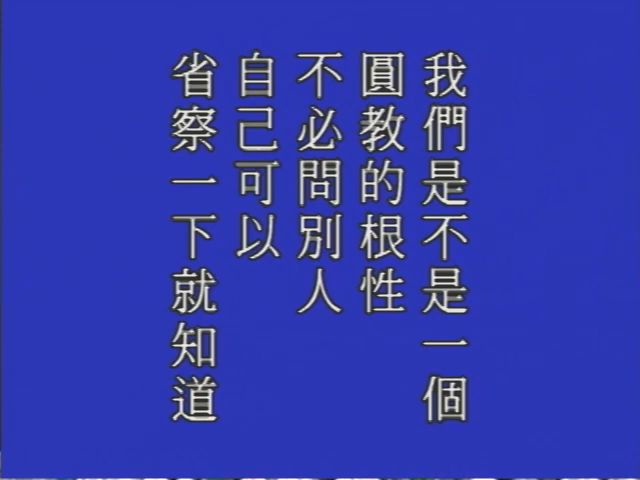 我們是不是一個
圓教的根性
不必問別人
自己可以
省察一下就知道